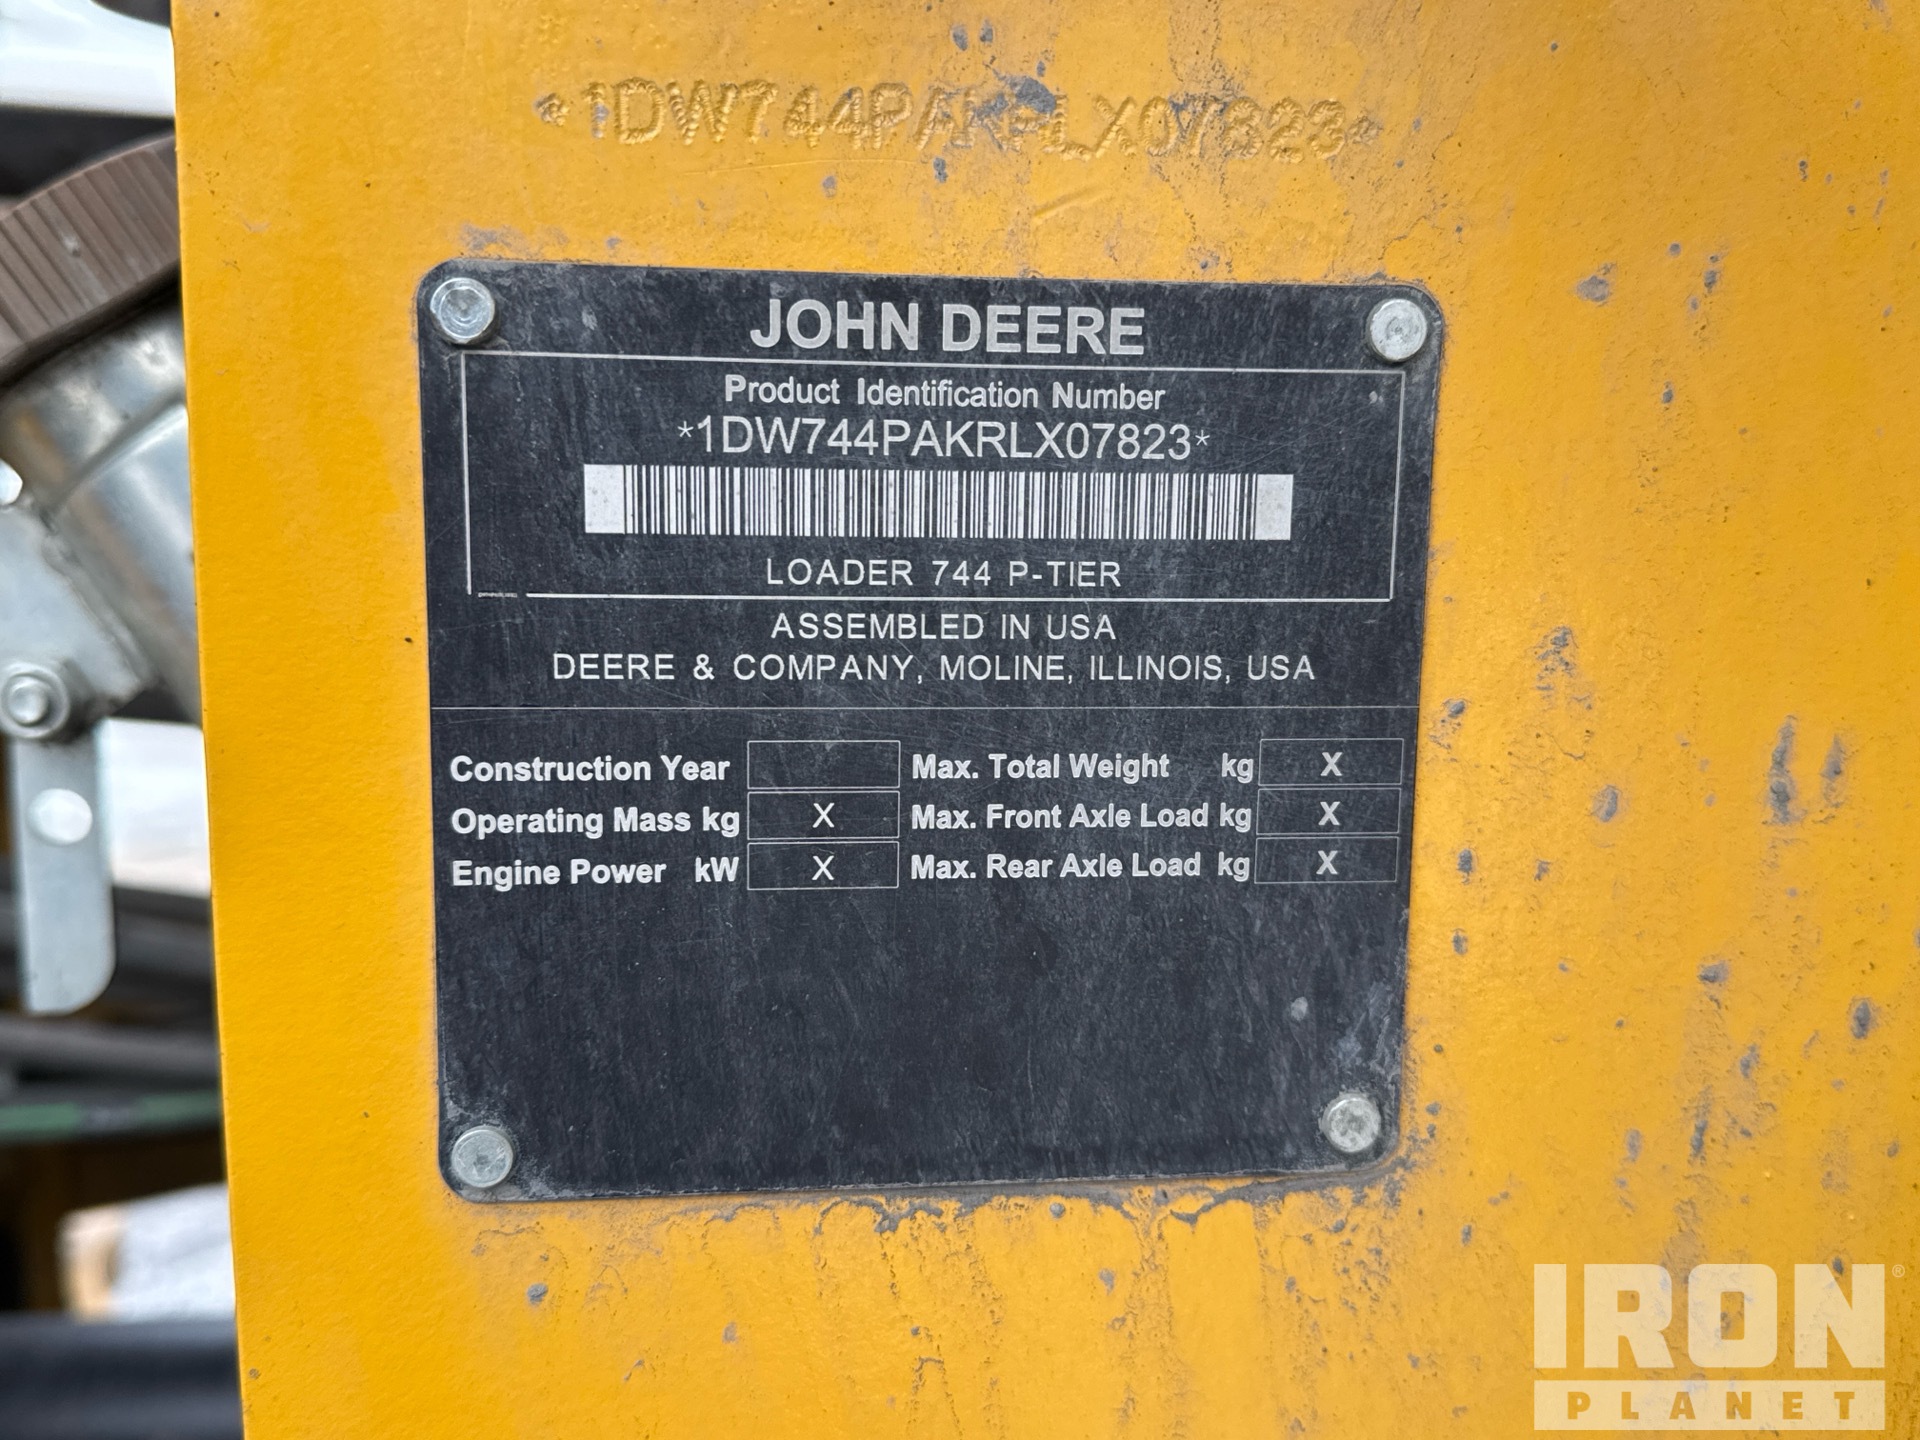 *1DW744PAKRLX07823*
JOHN DEERE
Product Identification Number
*1DW744PAKRLX07823*
LOADER 744 P-TIER
ASSEMBLED IN USA
DEERE & COMPANY, MOLINE, ILLINOIS, USA
Construction Year Max. Total Weight kg X
Operating Mass kg X Max. Front Axle Load kg X
Engine Power kW X Max. Rear Axle Load kg X
IRON ®
PLANET